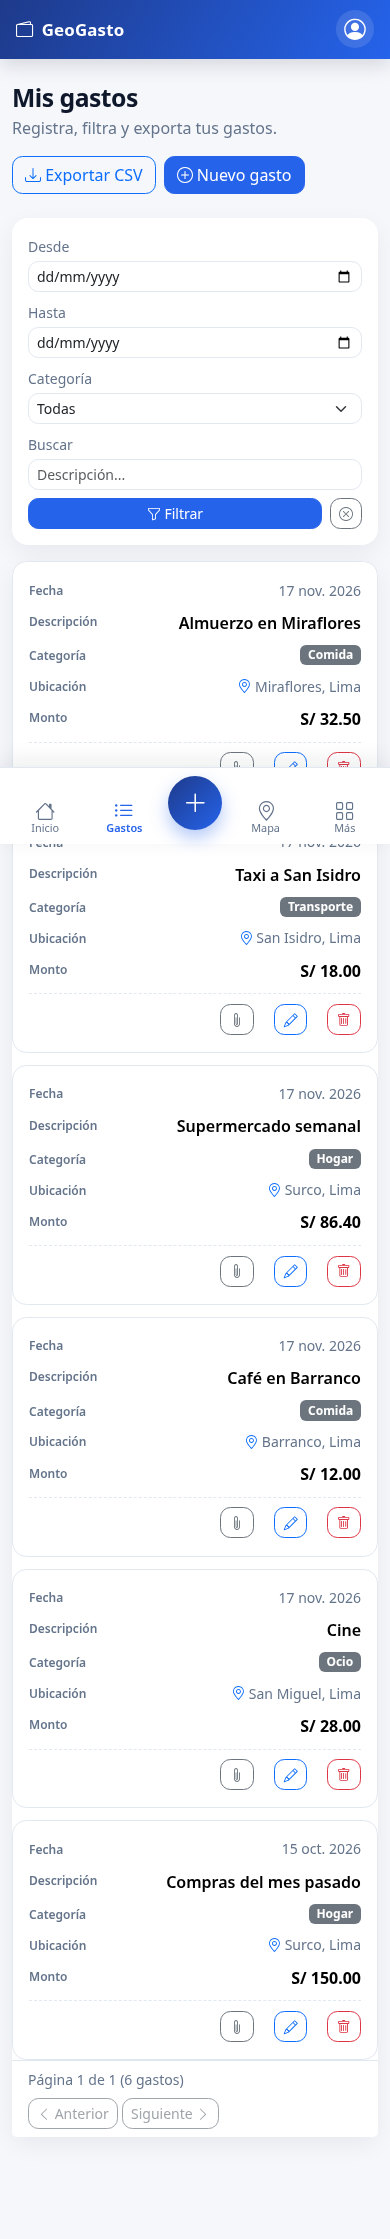 GeoGasto
Mis gastos
Registra, filtra y exporta tus gastos.
Exportar CSV Nuevo gasto
Desde
dd/mm/yyyy
Hasta
dd/mm/yyyy
Categoría
Todas
Buscar
Descripción...
Filtrar
Fecha 17 nov. 2026
Descripción Almuerzo en Miraflores
Categoría Comida
Ubicación Miraflores, Lima
Monto S/ 32.50
Inicio Gastos Mapa Más
Fecha 17 nov. 2026
Descripción Taxi a San Isidro
Categoría Transporte
Ubicación San Isidro, Lima
Monto S/ 18.00
Fecha 17 nov. 2026
Descripción Supermercado semanal
Categoría Hogar
Ubicación Surco, Lima
Monto S/ 86.40
Fecha 17 nov. 2026
Descripción Café en Barranco
Categoría Comida
Ubicación Barranco, Lima
Monto S/ 12.00
Fecha 17 nov. 2026
Descripción Cine
Categoría Ocio
Ubicación San Miguel, Lima
Monto S/ 28.00
Fecha 15 oct. 2026
Descripción Compras del mes pasado
Categoría Hogar
Ubicación Surco, Lima
Monto S/ 150.00
Página 1 de 1 (6 gastos)
Anterior Siguiente